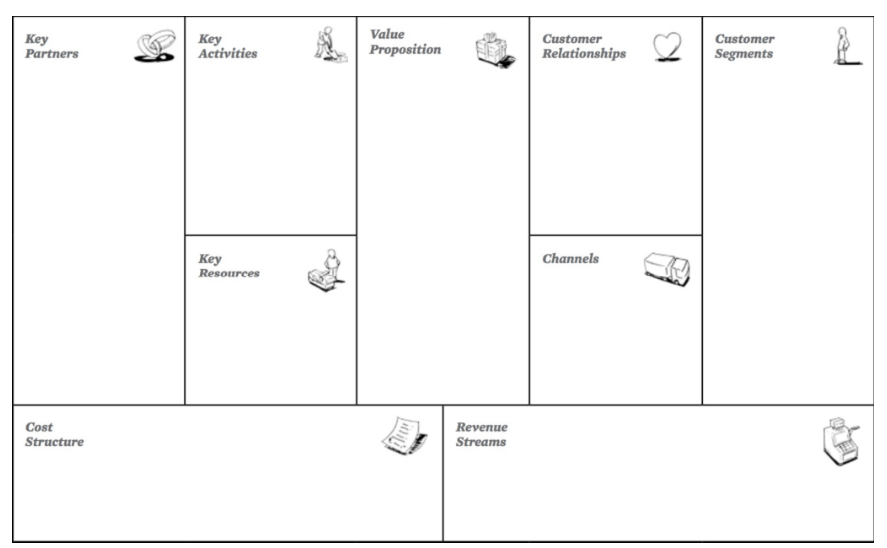 Key
Partners
Key
Activities
Value
Proposition
Customer
Relationships
Customer
Segments
Key
Resources
Channels
Cost
Structure
Revenue
Streams